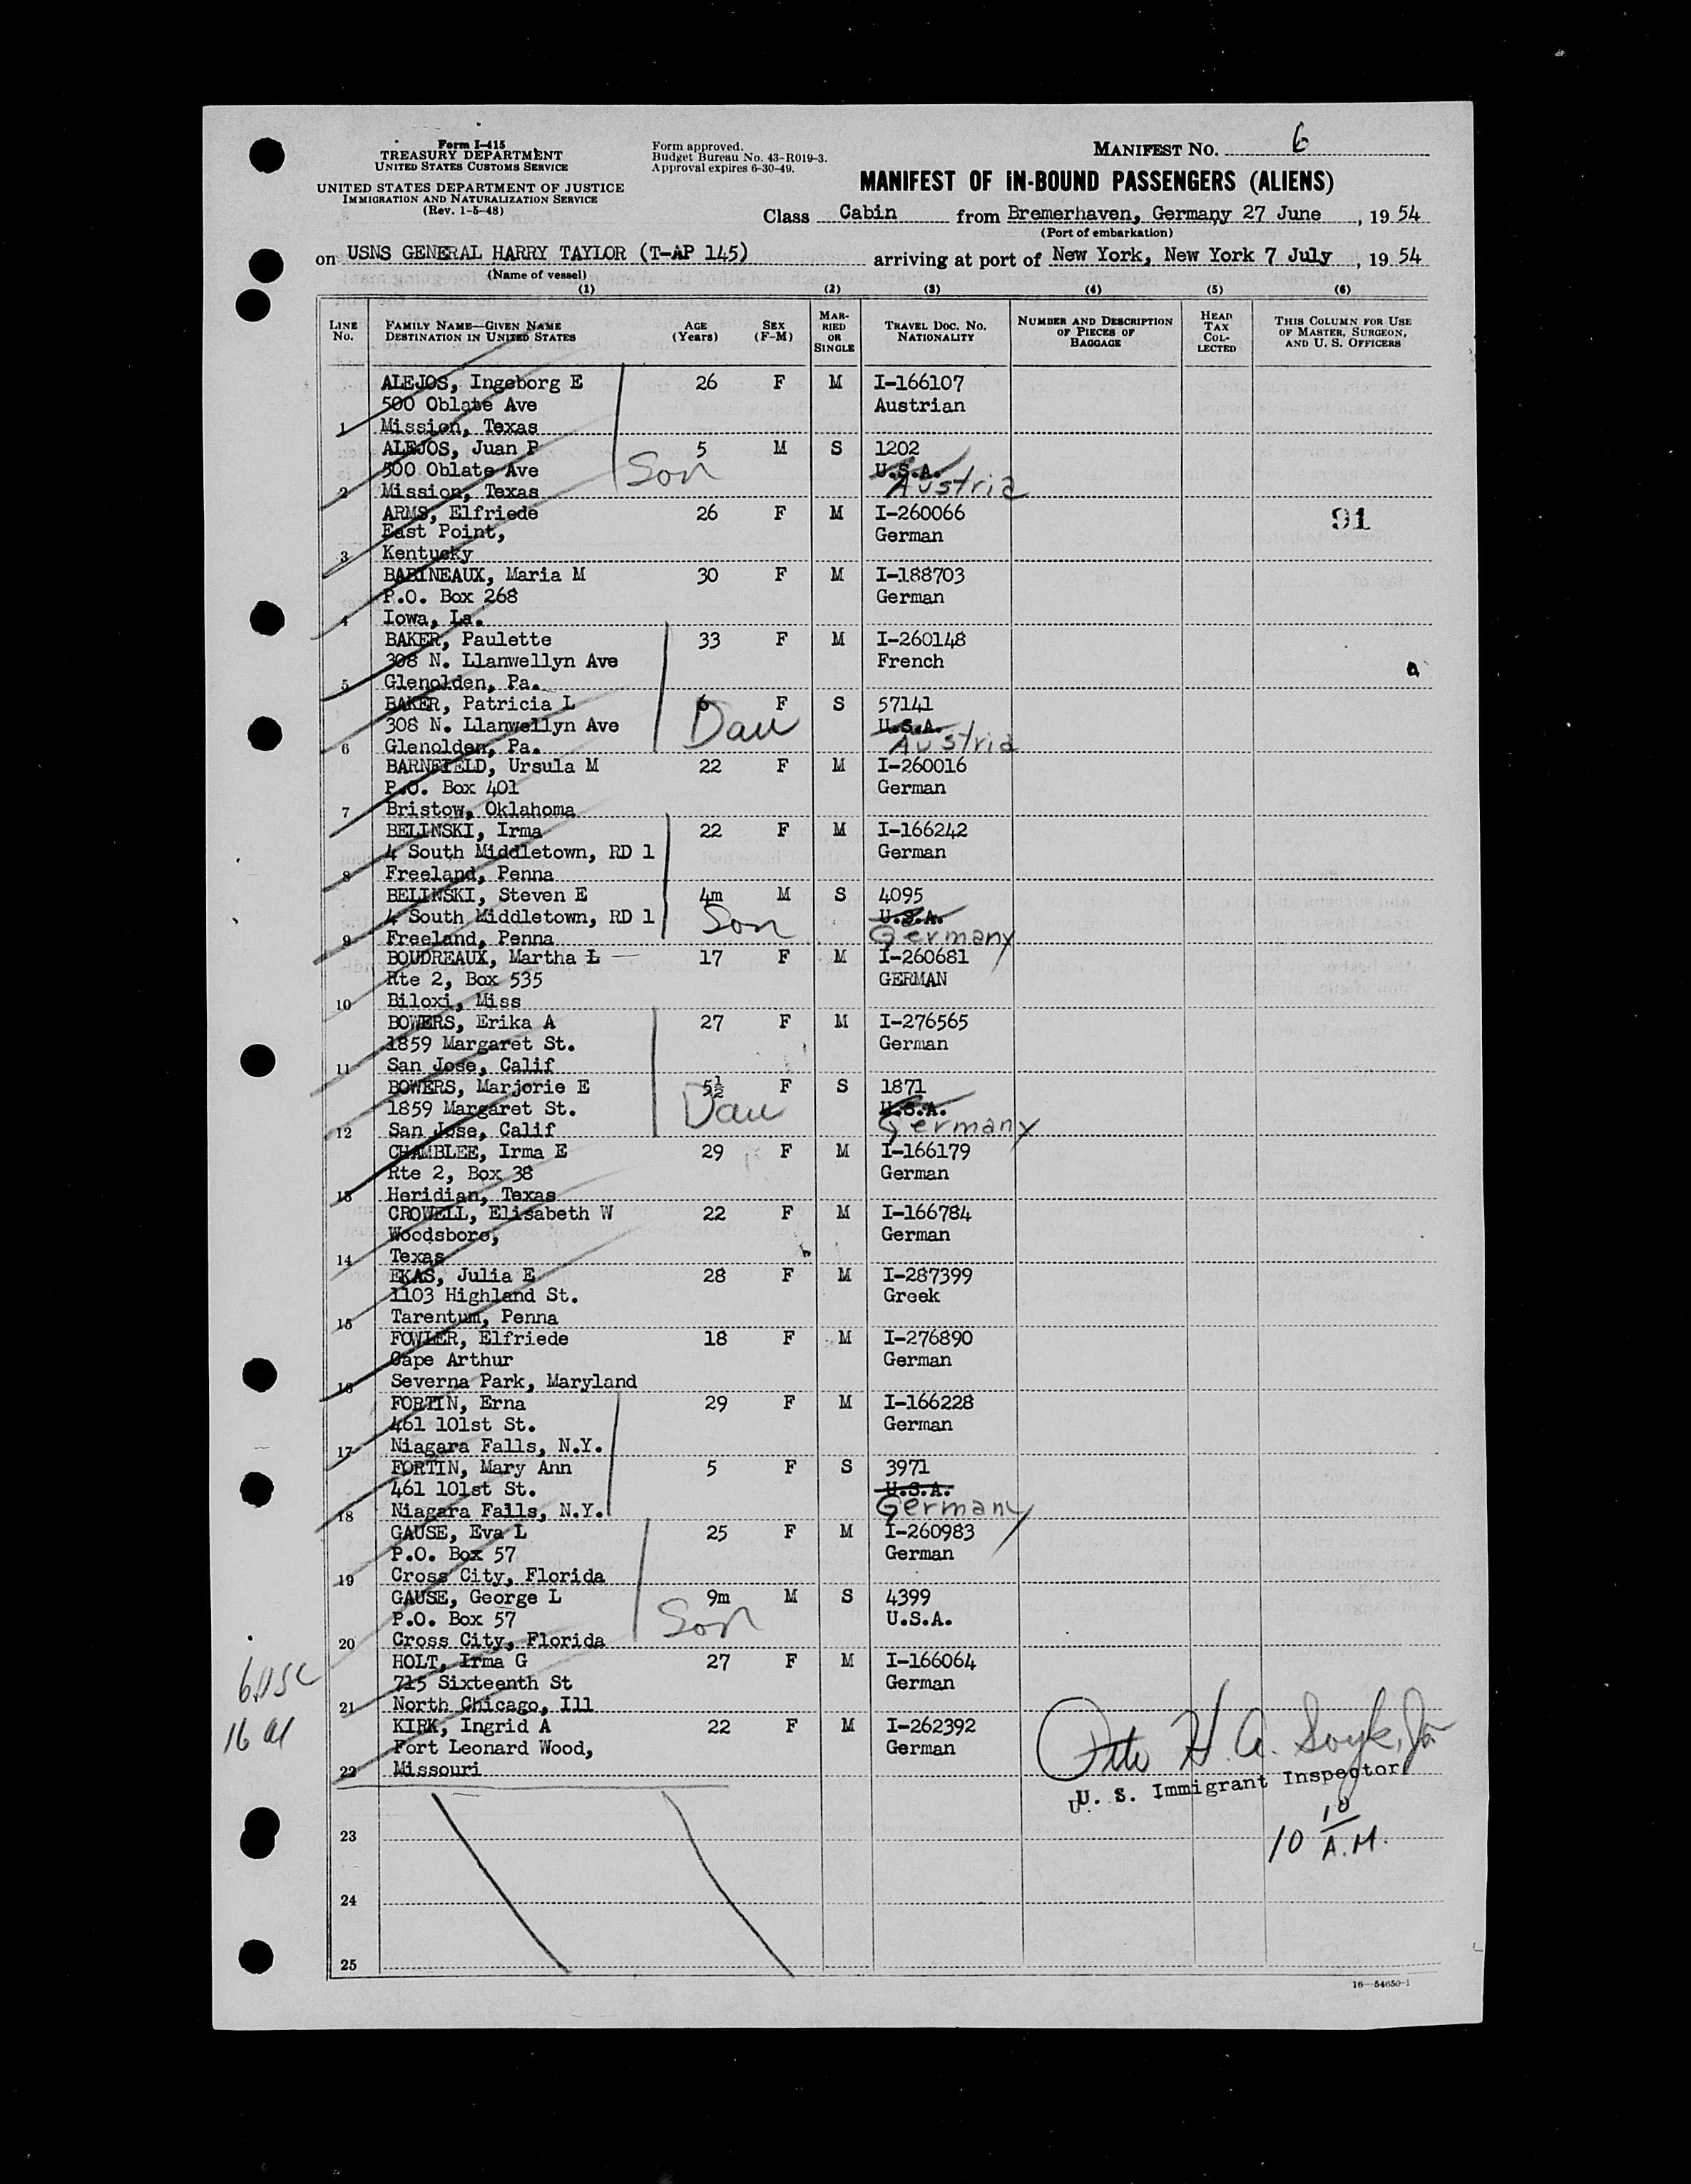 Form I-415
TREASURY DEPARTMENT
UNITED STATES CUSTOMS SERVICE
UNITED STATES DEPARTMENT OF JUSTICE
IMMIGRATION AND NATURALIZATION SERVICE
(Rev. 1-5-48)
Form approved.
Budget Bureau No. 43-R019-3.
Approval expires 6-30-49.
MANIFEST NO. 6
MANIFEST OF IN-BOUND PASSENGERS (ALIENS)
Class Cabin from Bremerhaven, Germany 27 June, 1954
(Port of embarkation)
on USNS GENERAL HARRY TAYLOR (T-AP 145) arriving at port of New York, New York 7 July, 1954
(Name of vessel)
(1) (2) (3) (4) (5) (6)
LINE No. FAMILY NAME—GIVEN NAME DESTINATION IN UNITED STATES AGE (Years) SEX (F-M) MARRIED OR SINGLE TRAVEL DOC. NO. NATIONALITY NUMBER AND DESCRIPTION OF PIECES OF BAGGAGE HEAD TAX COLLECTED THIS COLUMN FOR USE OF MASTER, SURGEON, AND U. S. OFFICERS
ALEJOS, Ingeborg E 26 F M I-166107
500 Oblate Ave Austrian
1 Mission, Texas
ALEJOS, Juan P 5 M S 1202
500 Oblate Ave Son U.S.A.
2 Mission, Texas Austria
ARMS, Elfriede 26 F M I-260066 91
East Point, German
3 Kentucky
BABINEAUX, Maria M 30 F M I-188703
P.O. Box 268 German
4 Iowa, La.
BAKER, Paulette 33 F M I-260148
308 N. Llanwellyn Ave French
5 Glenolden, Pa.
BAKER, Patricia L 6 F S 57141
308 N. Llanwellyn Ave Dau U.S.A.
6 Glenolden, Pa. Austria
BARNFIELD, Ursula M 22 F M I-260016
P.O. Box 401 German
7 Bristow, Oklahoma
BELINSKI, Irma 22 F M I-166242
4 South Middletown, RD 1 German
8 Freeland, Penna
BELINSKI, Steven E 4m M S 4095
4 South Middletown, RD 1 Son U.S.A.
9 Freeland, Penna Germany
BOUDREAUX, Martha L 17 F M I-260681
Rte 2, Box 535 GERMAN
10 Biloxi, Miss
BOWERS, Erika A 27 F M I-276565
1859 Margaret St. German
11 San Jose, Calif
BOWERS, Marjorie E 5½ F S 1871
1859 Margaret St. Dau U.S.A.
12 San Jose, Calif Germany
CHAMBLEE, Irma E 29 F M I-166179
Rte 2, Box 38 German
13 Heridian, Texas
CROWELL, Elisabeth W 22 F M I-166784
Woodsboro, German
14 Texas
EKAS, Julia E 28 F M I-287399
1103 Highland St. Greek
15 Tarentum, Penna
FOWLER, Elfriede 18 F M I-276890
Cape Arthur German
16 Severna Park, Maryland
FORTIN, Erna 29 F M I-166228
461 101st St. German
17 Niagara Falls, N.Y.
FORTIN, Mary Ann 5 F S 3971
461 101st St. U.S.A.
18 Niagara Falls, N.Y. Germany
GAUSE, Eva L 25 F M I-260983
P.O. Box 57 German
19 Cross City, Florida
GAUSE, George L 9m M S 4399
P.O. Box 57 Son U.S.A.
20 Cross City, Florida
HOLT, Irma G 27 F M I-166064
6 USC 715 Sixteenth St German
21 North Chicago, Ill
16 al KIRK, Ingrid A 22 F M I-262392
Fort Leonard Wood, German
22 Missouri
Otto H. A.
U. S. Immigrant Inspector
10 10 A.M.
23
24
25
16—54650-1